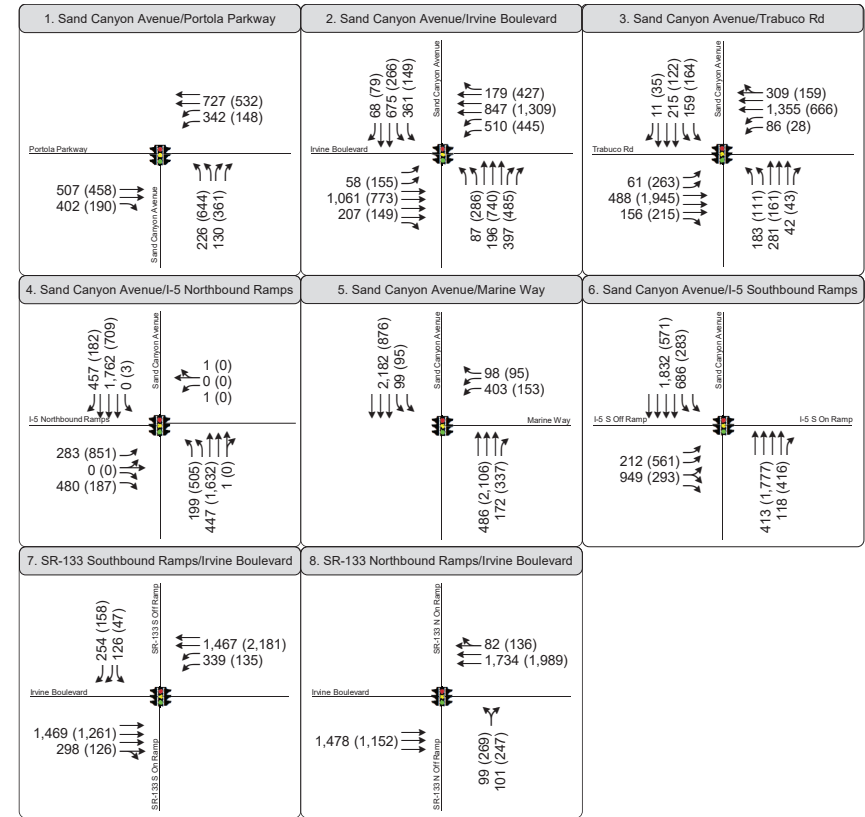 1. Sand Canyon Avenue/Portola Parkway
727 (532)
342 (148)
Portola Parkway
507 (458)
402 (190)
Sand Canyon Avenue
226 (644)
130 (361)
2. Sand Canyon Avenue/Irvine Boulevard
68 (79)
675 (266)
361 (149)
Sand Canyon Avenue
179 (427)
847 (1,309)
510 (445)
Irvine Boulevard
58 (155)
1,061 (773)
207 (149)
87 (286)
196 (740)
397 (485)
3. Sand Canyon Avenue/Trabuco Rd
11 (35)
215 (122)
159 (164)
Sand Canyon Avenue
309 (159)
1,355 (666)
86 (28)
Trabuco Rd
61 (263)
488 (1,945)
156 (215)
183 (111)
281 (161)
42 (43)
4. Sand Canyon Avenue/I-5 Northbound Ramps
457 (182)
1,762 (709)
0 (3)
Sand Canyon Avenue
1 (0)
0 (0)
1 (0)
I-5 Northbound Ramps
283 (851)
0 (0)
480 (187)
199 (505)
447 (1,632)
1 (0)
5. Sand Canyon Avenue/Marine Way
2,182 (876)
99 (95)
Sand Canyon Avenue
98 (95)
403 (153)
Marine Way
486 (2,106)
172 (337)
6. Sand Canyon Avenue/I-5 Southbound Ramps
1,832 (571)
686 (283)
Sand Canyon Avenue
I-5 S Off Ramp
I-5 S On Ramp
212 (561)
949 (293)
413 (1,777)
118 (416)
7. SR-133 Southbound Ramps/Irvine Boulevard
254 (158)
126 (47)
SR-133 S Off Ramp
1,467 (2,181)
339 (135)
Irvine Boulevard
1,469 (1,261)
298 (126)
SR-133 S On Ramp
8. SR-133 Northbound Ramps/Irvine Boulevard
SR-133 N On Ramp
82 (136)
1,734 (1,989)
Irvine Boulevard
1,478 (1,152)
SR-133 N Off Ramp
99 (269)
101 (247)